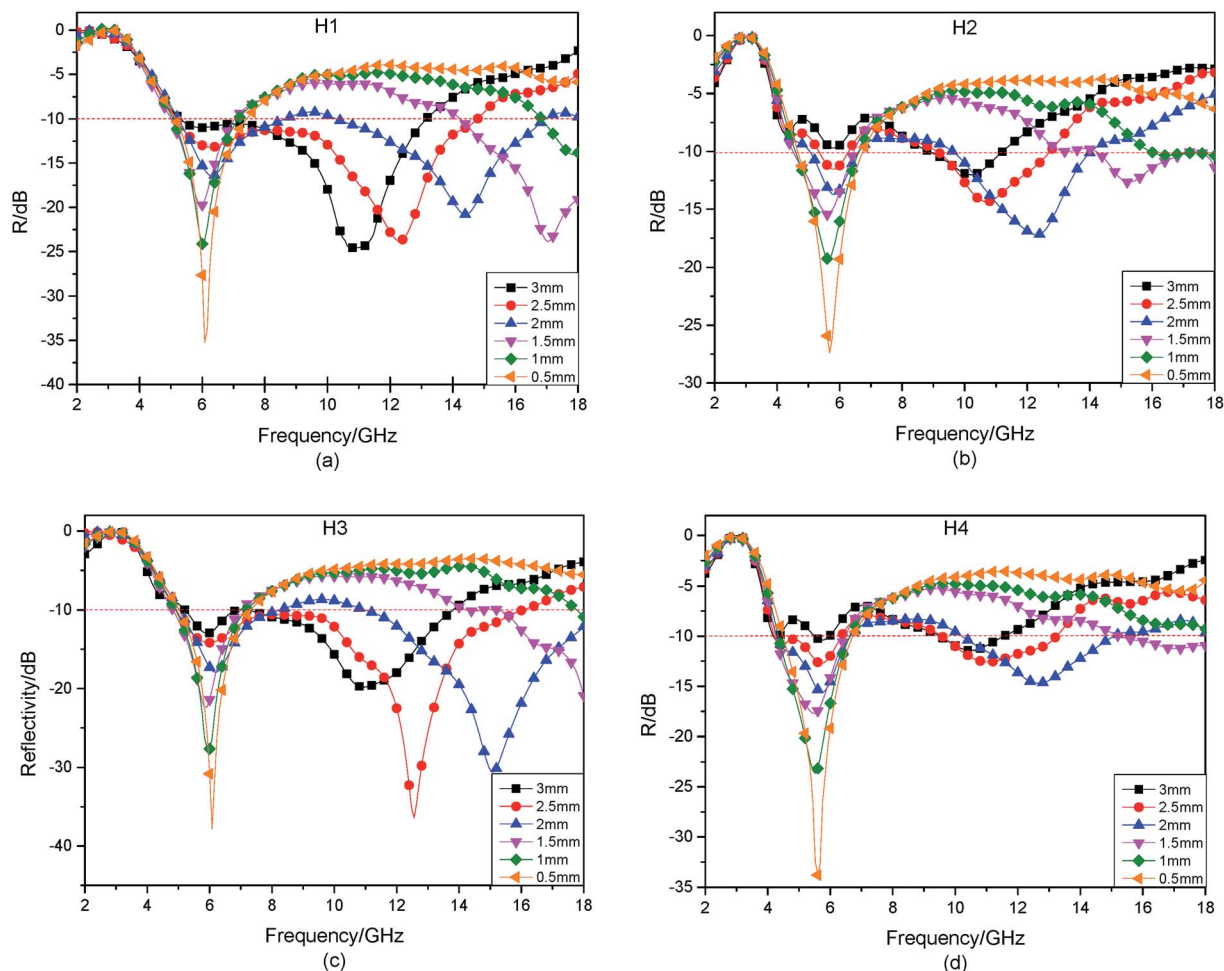 H1
0
-5
-10
-15
-20
-25
-30
-35
-40
R/dB
3mm
2.5mm
2mm
1.5mm
1mm
0.5mm
2 4 6 8 10 12 14 16 18
Frequency/GHz
(a)
H2
0
-5
-10
-15
-20
-25
-30
R/dB
3mm
2.5mm
2mm
1.5mm
1mm
0.5mm
2 4 6 8 10 12 14 16 18
Frequency/GHz
(b)
H3
0
-10
-20
-30
-40
Reflectivity/dB
3mm
2.5mm
2mm
1.5mm
1mm
0.5mm
2 4 6 8 10 12 14 16 18
Frequency/GHz
(c)
H4
0
-5
-10
-15
-20
-25
-30
-35
R/dB
3mm
2.5mm
2mm
1.5mm
1mm
0.5mm
2 4 6 8 10 12 14 16 18
Frequency/GHz
(d)